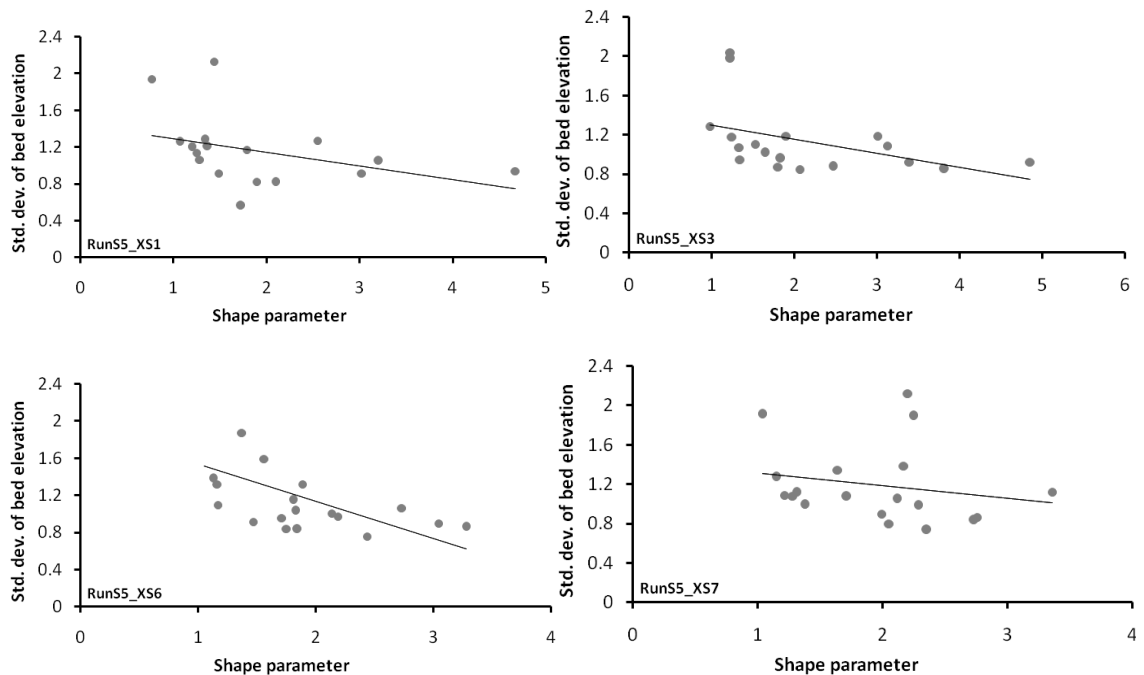 Std. dev. of bed elevation
2.4
2
1.6
1.2
0.8
0.4
0
RunS5_XS1
0 1 2 3 4 5
Shape parameter
Std. dev. of bed elevation
2.4
2
1.6
1.2
0.8
0.4
0
RunS5_XS3
0 1 2 3 4 5 6
Shape parameter
Std. dev. of bed elevation
2.4
2
1.6
1.2
0.8
0.4
0
RunS5_XS6
0 1 2 3 4
Shape parameter
Std. dev. of bed elevation
2.4
2
1.6
1.2
0.8
0.4
0
RunS5_XS7
0 1 2 3 4
Shape parameter